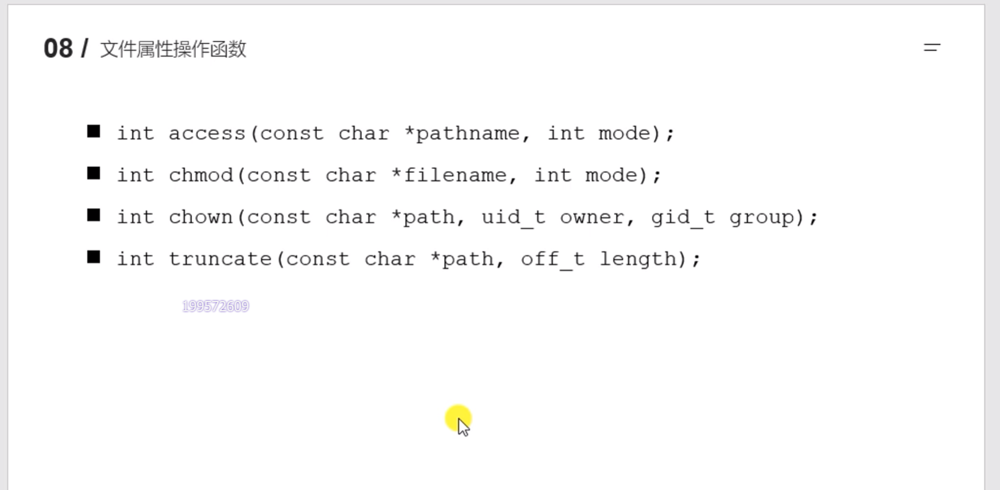 08 / 文件属性操作函数
int access(const char *pathname, int mode);
int chmod(const char *filename, int mode);
int chown(const char *path, uid_t owner, gid_t group);
int truncate(const char *path, off_t length);
199572609